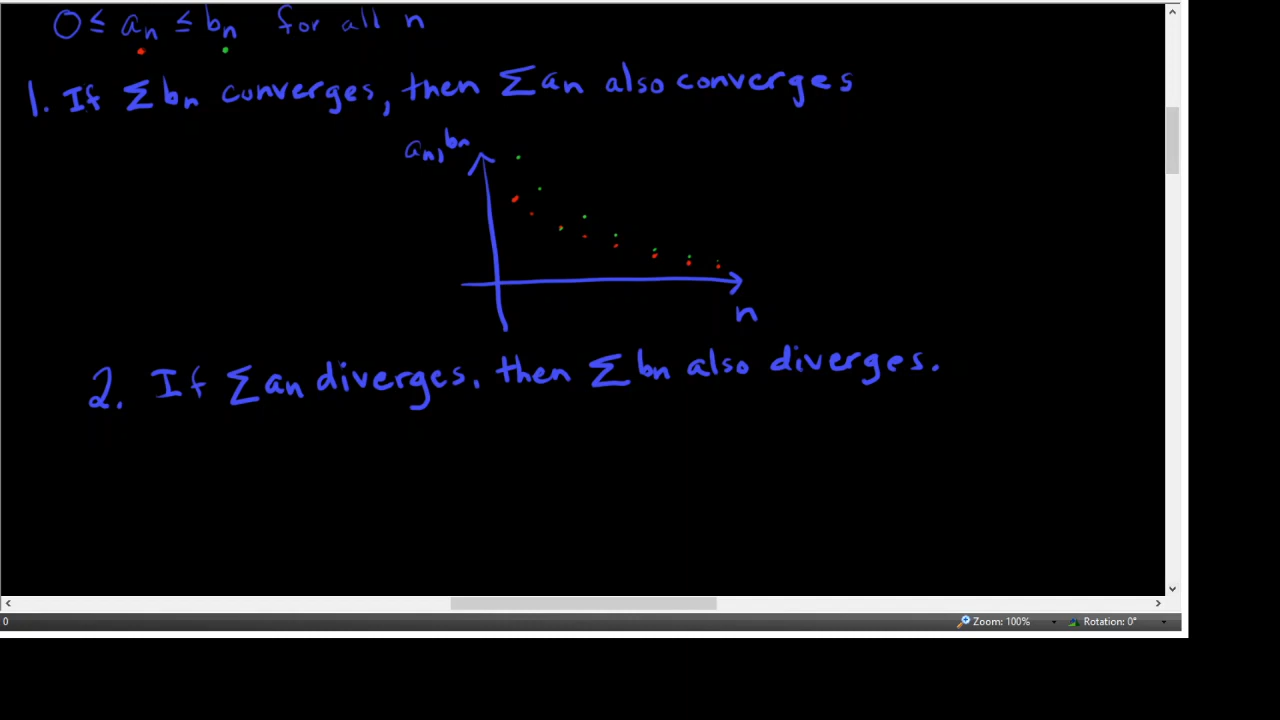 0 ≤ an ≤ bn for all n
1. If Σ bn converges, then Σ an also converges
an, bn
n
2. If Σ an diverges, then Σ bn also diverges.
0
Zoom: 100%
Rotation: 0°